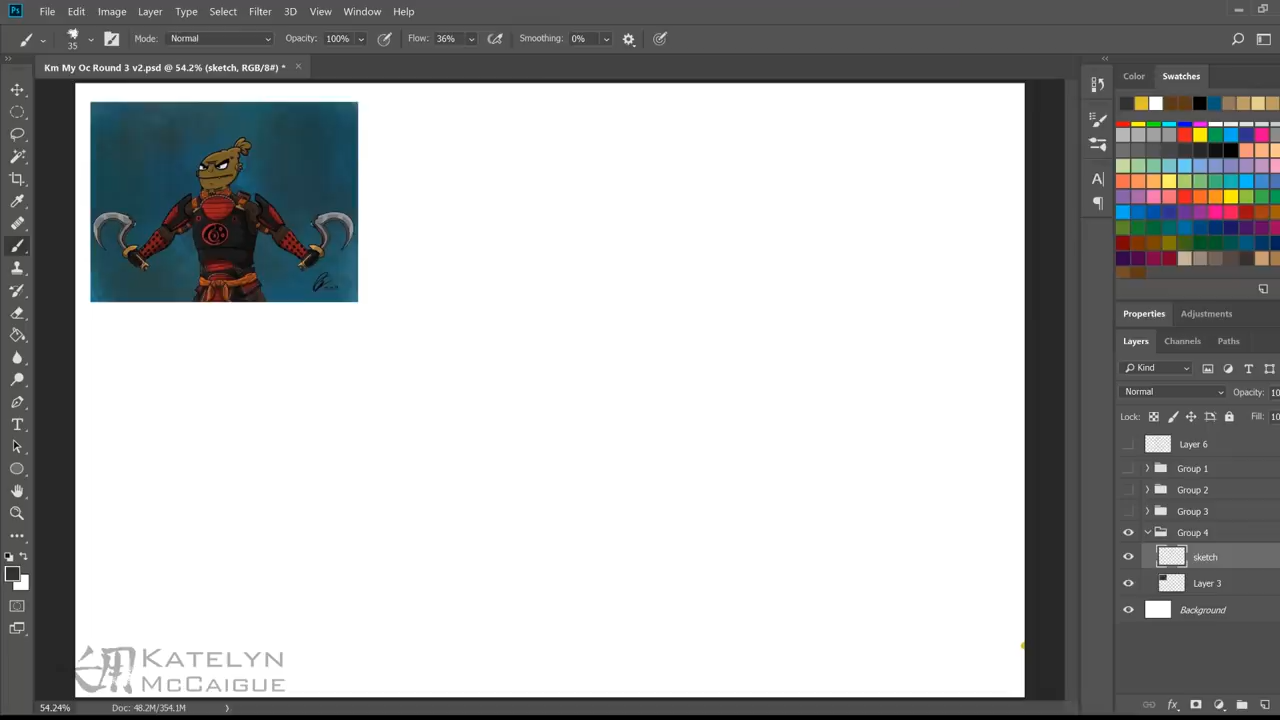 Ps File Edit Image Layer Type Select Filter 3D View Window Help
35 Mode: Normal Opacity: 100% Flow: 36% Smoothing: 0%
Km My Oc Round 3 v2.psd @ 54.2% (sketch, RGB/8#) * ×
Color Swatches
Properties Adjustments
Layers Channels Paths
Kind
Normal Opacity: 10
Lock: Fill: 10
Layer 6
Group 1
Group 2
Group 3
Group 4
sketch
Layer 3
Background
KATELYN
MCCAIGUE
54.24% Doc: 48.2M/354.1M